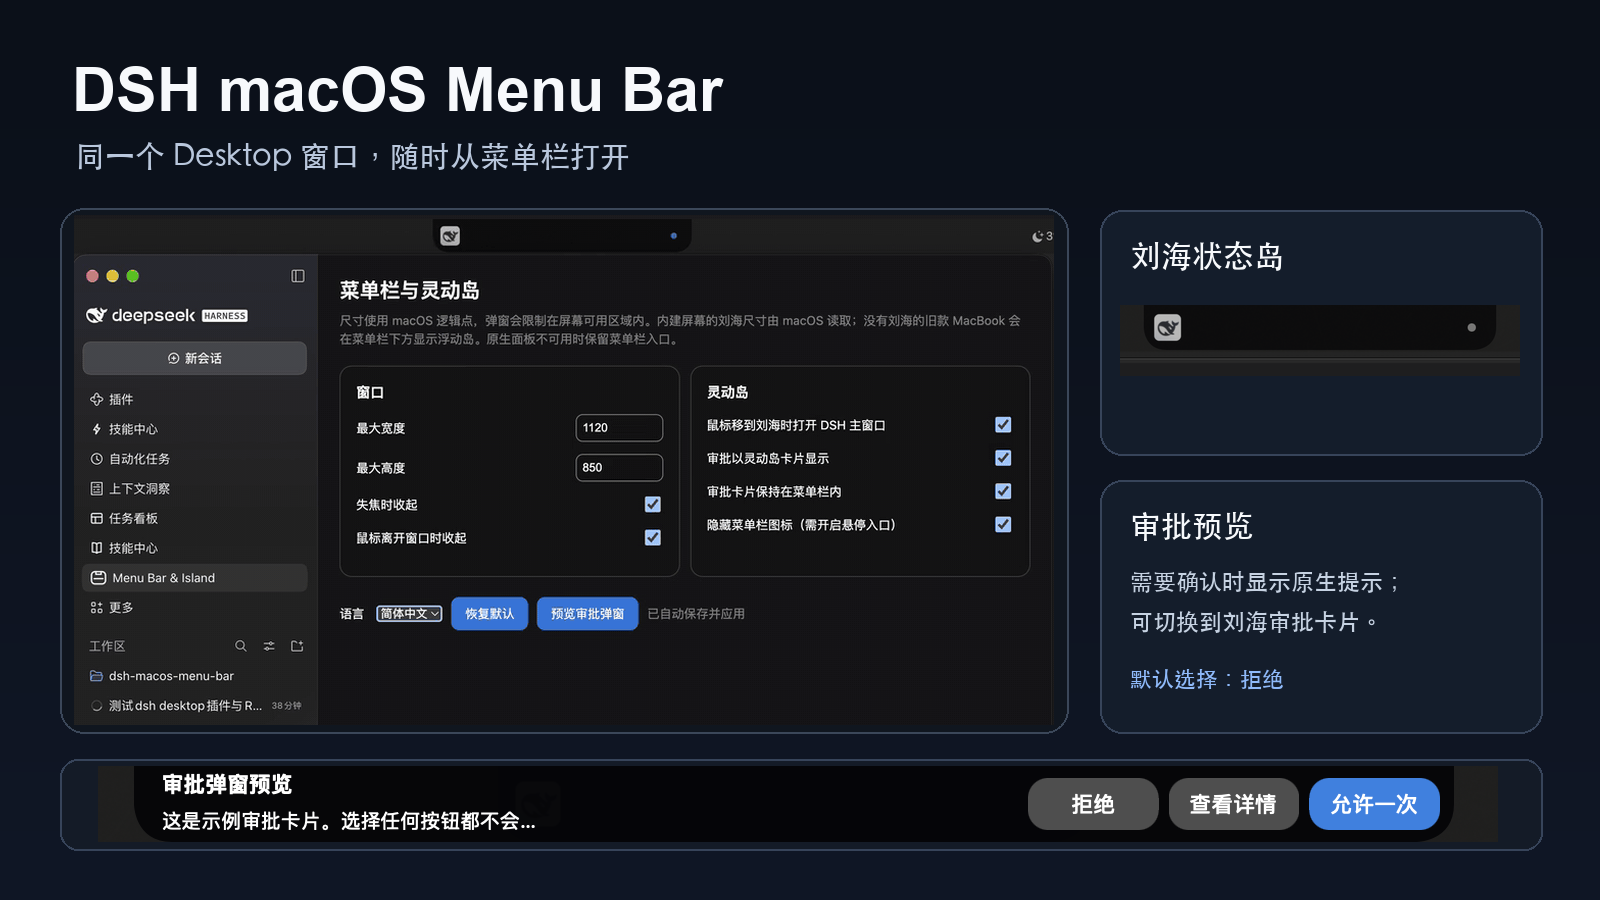 DSH macOS Menu Bar
同一个 Desktop 窗口，随时从菜单栏打开
3
deepseek HARNESS
新会话
插件
技能中心
自动化任务
上下文洞察
任务看板
技能中心
Menu Bar & Island
更多
工作区
dsh-macos-menu-bar
测试dsh desktop插件与R... 38分钟
菜单栏与灵动岛
尺寸使用 macOS 逻辑点，弹窗会限制在屏幕可用区域内。内建屏幕的刘海尺寸由 macOS 读取；没有刘海的旧款 MacBook 会
在菜单栏下方显示浮动岛。原生面板不可用时保留菜单栏入口。
窗口
最大宽度 1120
最大高度 850
失焦时收起
鼠标离开窗口时收起
灵动岛
鼠标移到刘海时打开 DSH 主窗口
审批以灵动岛卡片显示
审批卡片保持在菜单栏内
隐藏菜单栏图标（需开启悬停入口）
语言 简体中文 恢复默认 预览审批弹窗 已自动保存并应用
刘海状态岛
审批预览
需要确认时显示原生提示；
可切换到刘海审批卡片。
默认选择：拒绝
审批弹窗预览
这是示例审批卡片。选择任何按钮都不会...
拒绝 查看详情 允许一次